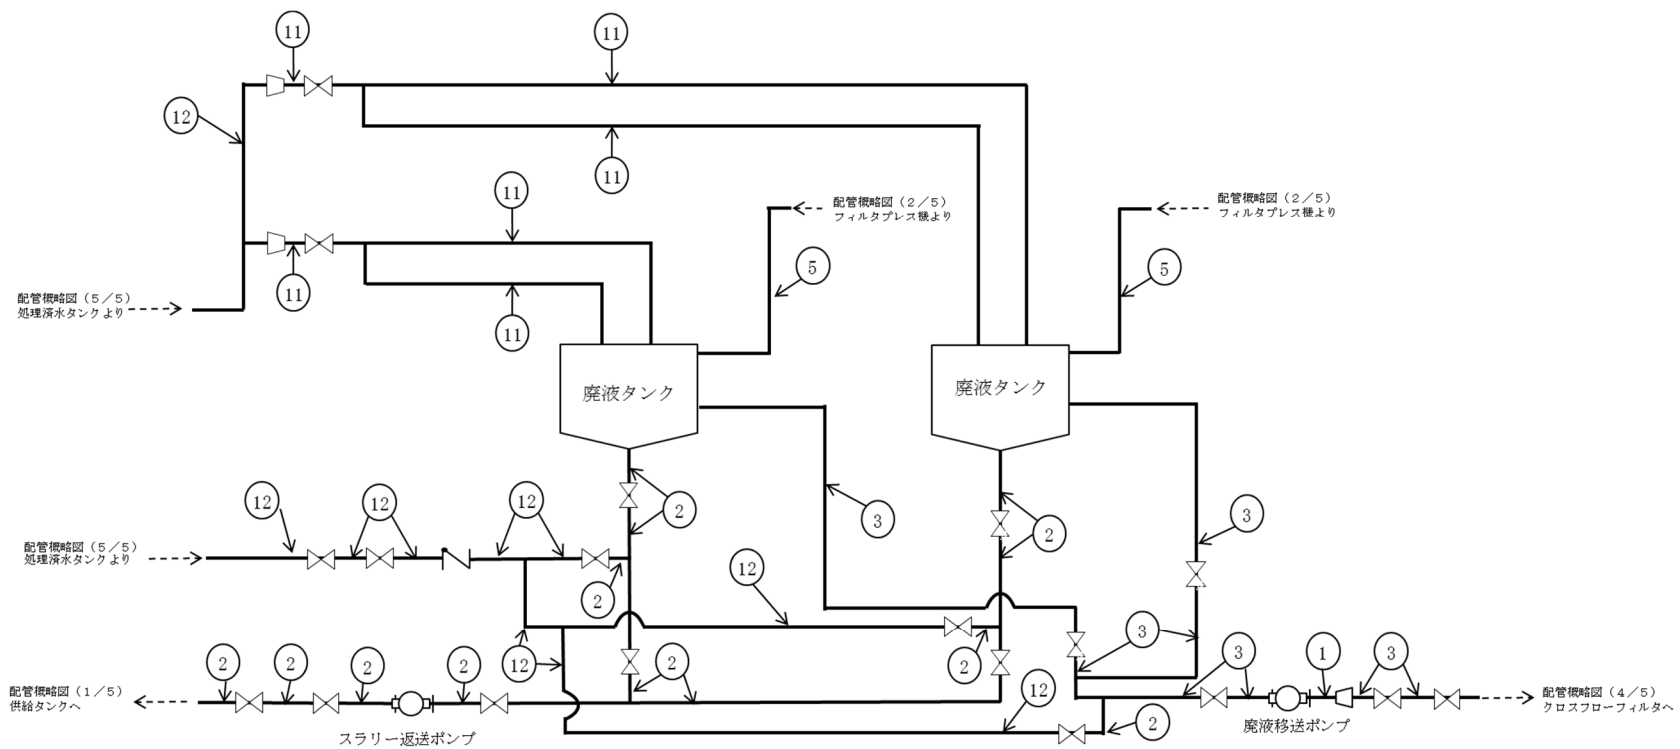 11
11
12
11
11
配管概略図（２／５）
フィルタプレス機より
配管概略図（２／５）
フィルタプレス機より
5
5
配管概略図（５／５）
処理済水タンクより
11
11
廃液タンク
廃液タンク
12
12
12
2
3
2
3
配管概略図（５／５）
処理済水タンクより
12
2
3
2
2
2
2
12
2
2
3
1
3
配管概略図（１／５）
供給タンクへ
12
2
配管概略図（４／５）
クロスフローフィルタへ
スラリー返送ポンプ
廃液移送ポンプ